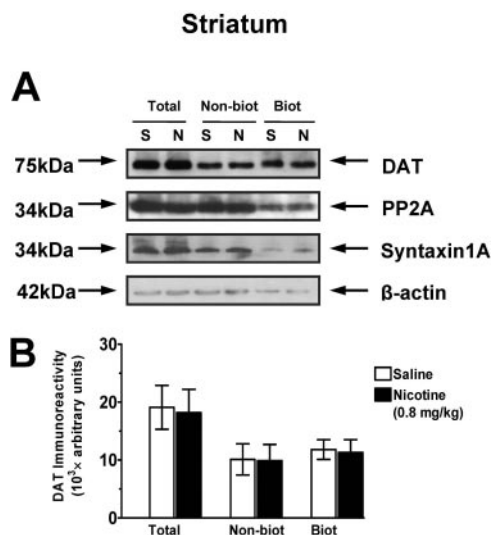 Striatum
A
Total Non-biot Biot
S N S N S N
75kDa DAT
34kDa PP2A
34kDa Syntaxin1A
42kDa β-actin
B
DAT Immunoreactivity
(10³× arbitrary units)
30
20
10
0
Saline
Nicotine
(0.8 mg/kg)
Total Non-biot Biot